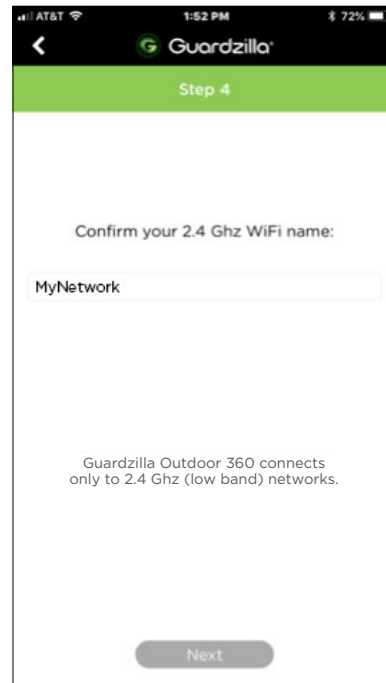 AT&T 1:52 PM 72%
Guardzilla
Step 4
Confirm your 2.4 Ghz WiFi name:
MyNetwork
Guardzilla Outdoor 360 connects
only to 2.4 Ghz (low band) networks.
Next